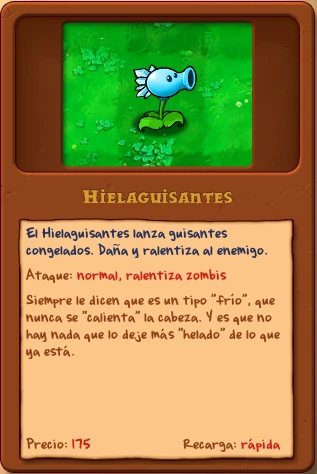 HIELAGUISANTES
El Hielaguisantes lanza guisantes
congelados. Daña y ralentiza al enemigo.
Ataque: normal, ralentiza zombis
Siempre le dicen que es un tipo "frío", que
nunca se "calienta" la cabeza. Y es que no
hay nada que lo deje más "helado" de lo que
ya está.
Precio: 175 Recarga: rápida